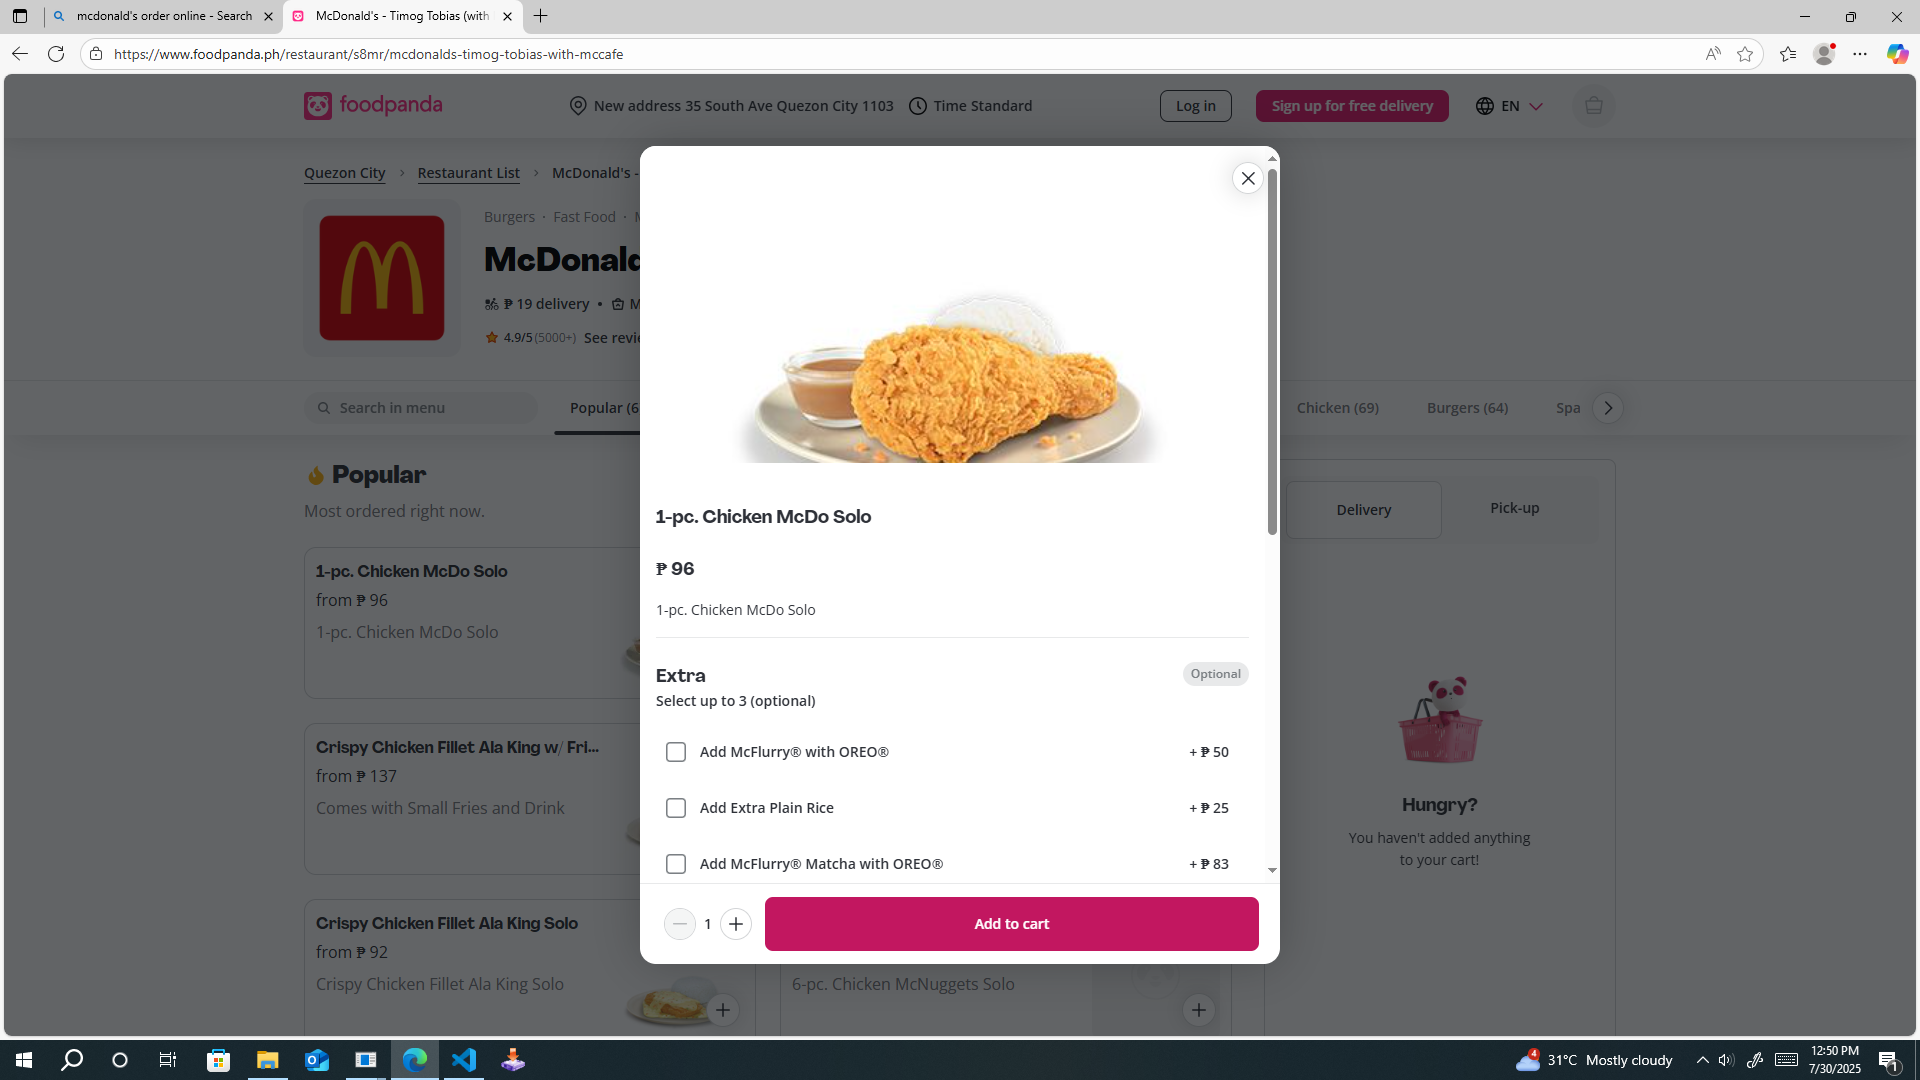 mcdonald's order online - Search
McDonald's - Timog Tobias (with
https://www.foodpanda.ph/restaurant/s8mr/mcdonalds-timog-tobias-with-mccafe
foodpanda
New address 35 South Ave Quezon City 1103
Time Standard
Log in
Sign up for free delivery
EN
Quezon City
Restaurant List
McDonald's -
Burgers · Fast Food ·
McDonald
₱ 19 delivery •
4.9/5 (5000+)
See
Search in menu
Popular (6
Chicken (69)
Burgers (64)
Spa
Popular
Most ordered right now.
1-pc. Chicken McDo Solo
from ₱ 96
1-pc. Chicken McDo Solo
Crispy Chicken Fillet Ala King w/ Fri...
from ₱ 137
Comes with Small Fries and Drink
Crispy Chicken Fillet Ala King Solo
from ₱ 92
Crispy Chicken Fillet Ala King Solo
6-pc. Chicken McNuggets Solo
1-pc. Chicken McDo Solo
₱ 96
1-pc. Chicken McDo Solo
Extra
Optional
Select up to 3 (optional)
Add McFlurry® with OREO®
+ ₱ 50
Add Extra Plain Rice
+ ₱ 25
Add McFlurry® Matcha with OREO®
+ ₱ 83
1
Add to cart
Delivery
Pick-up
Hungry?
You haven't added anything
to your cart!
4
31°C Mostly cloudy
12:50 PM
7/30/2025
1